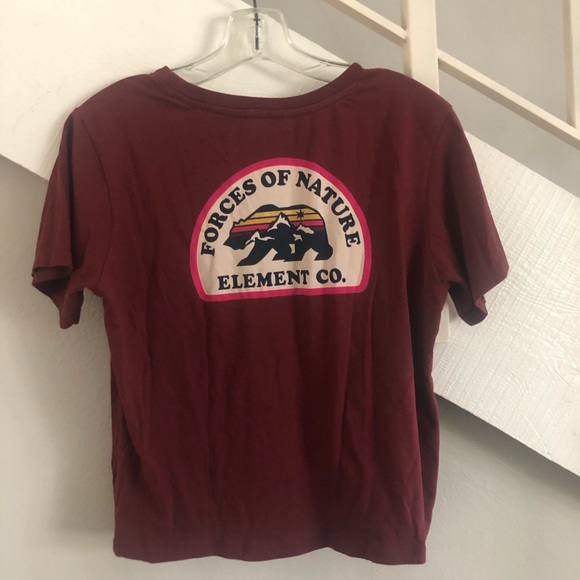 FORCES OF NATURE
ELEMENT CO.